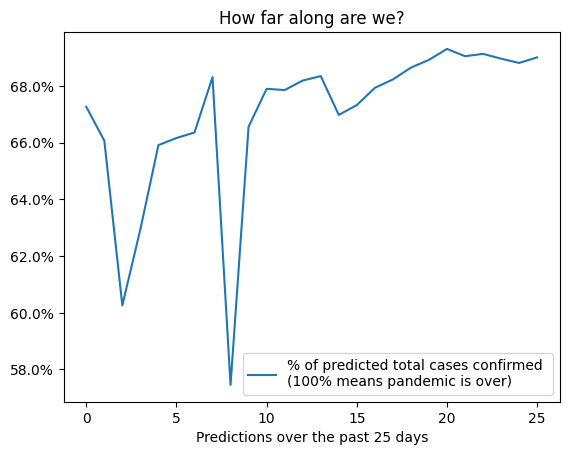 How far along are we?
68.0%
66.0%
64.0%
62.0%
60.0%
58.0%
% of predicted total cases confirmed
(100% means pandemic is over)
0 5 10 15 20 25
Predictions over the past 25 days